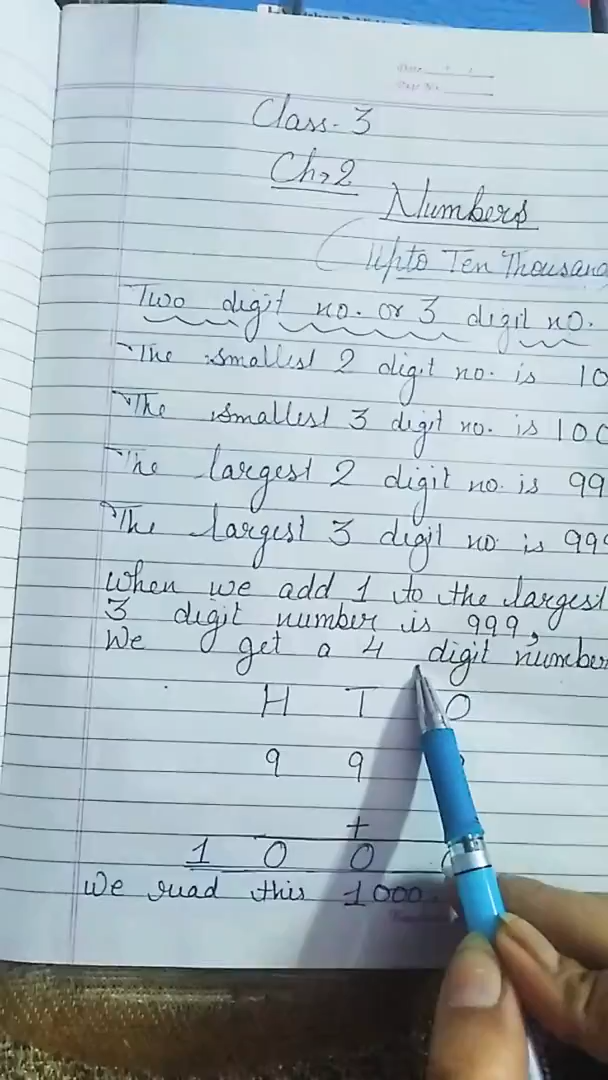 Date
Page No.
Class-3
Ch-2
Numbers
(Upto Ten Thousand
Two digit no. or 3 digit no.
The smallest 2 digit no. is 10
The smallest 3 digit no. is 100
The largest 2 digit no. is 99
The largest 3 digit no is 999
When we add 1 to the largest
3 digit number is 999,
We get a 4 digit number
H T O
9 9
+
1 0 0
We read this 1000.